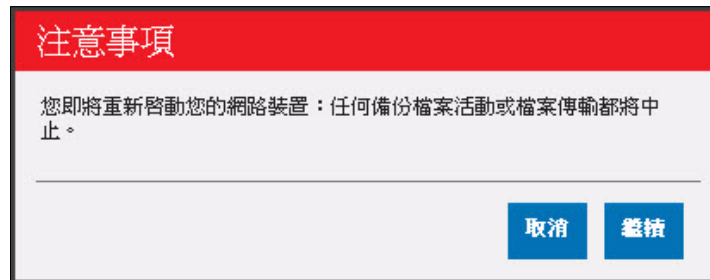 注意事項
您即將重新啓動您的網路裝置：任何備份檔案活動或檔案傳輸都將中
止。
取消 繼續